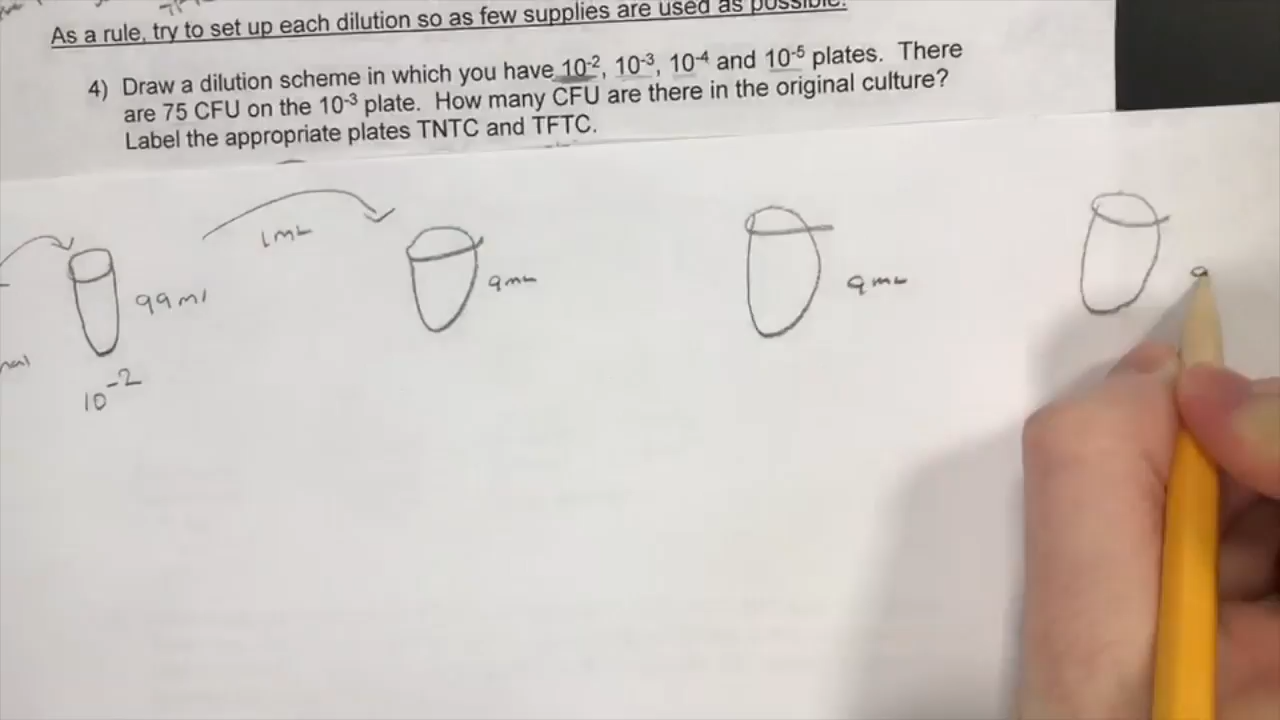 As a rule, try to set up each dilution so as few supplies are used as possible.
4) Draw a dilution scheme in which you have 10⁻², 10⁻³, 10⁻⁴ and 10⁻⁵ plates. There
are 75 CFU on the 10⁻³ plate. How many CFU are there in the original culture?
Label the appropriate plates TNTC and TFTC.
1mL
99ml
9mL
9mL
9
10⁻²